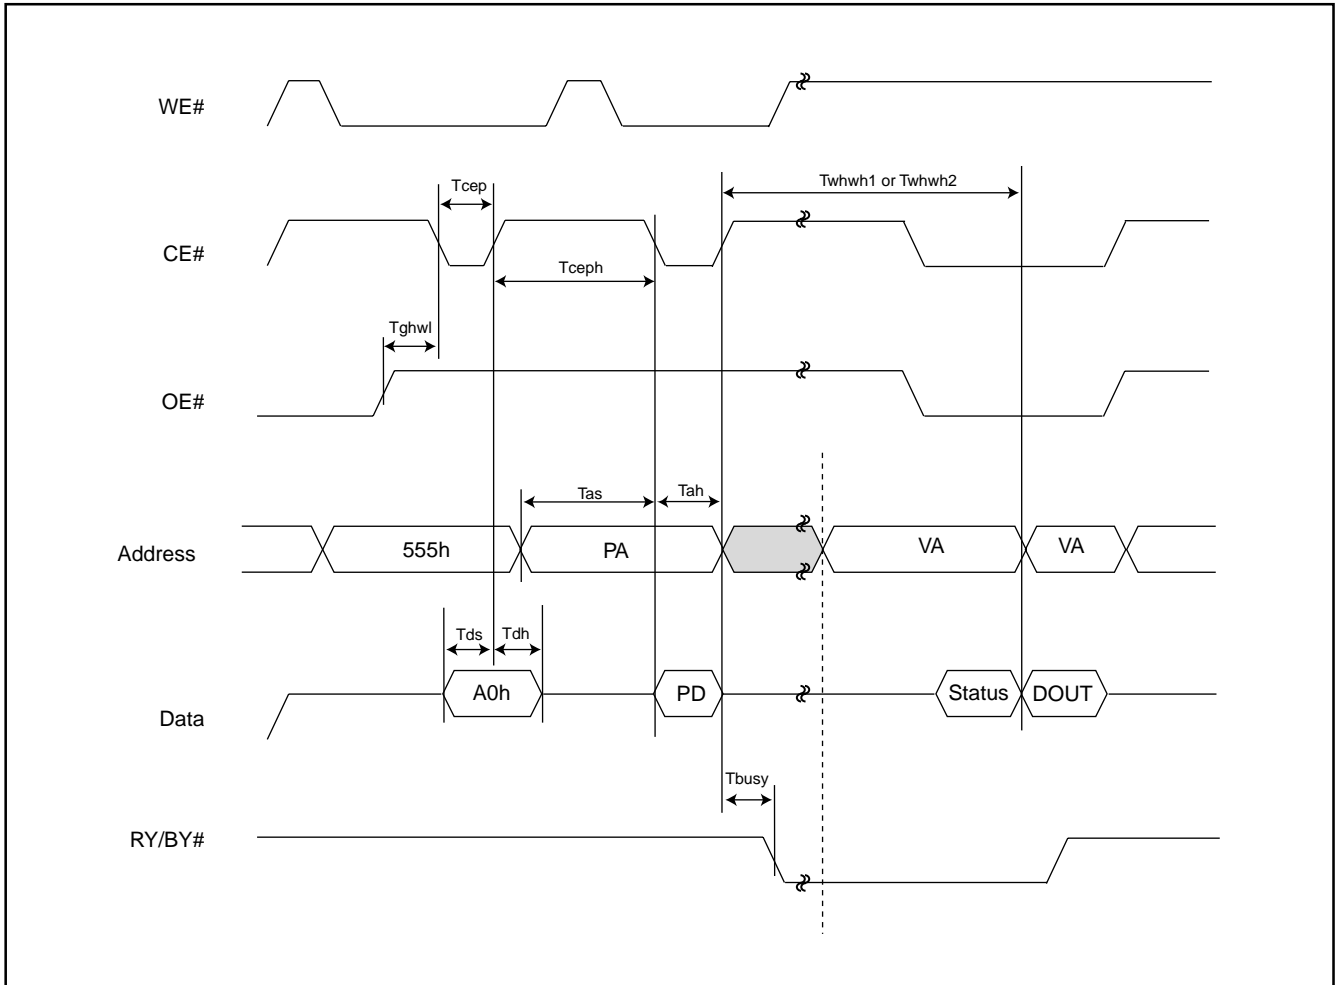 WE#
Twhwh1 or Twhwh2
Tcep
CE#
Tceph
Tghwl
OE#
Tas
Tah
Address
555h
PA
VA
VA
Tds
Tdh
Data
A0h
PD
Status
DOUT
Tbusy
RY/BY#